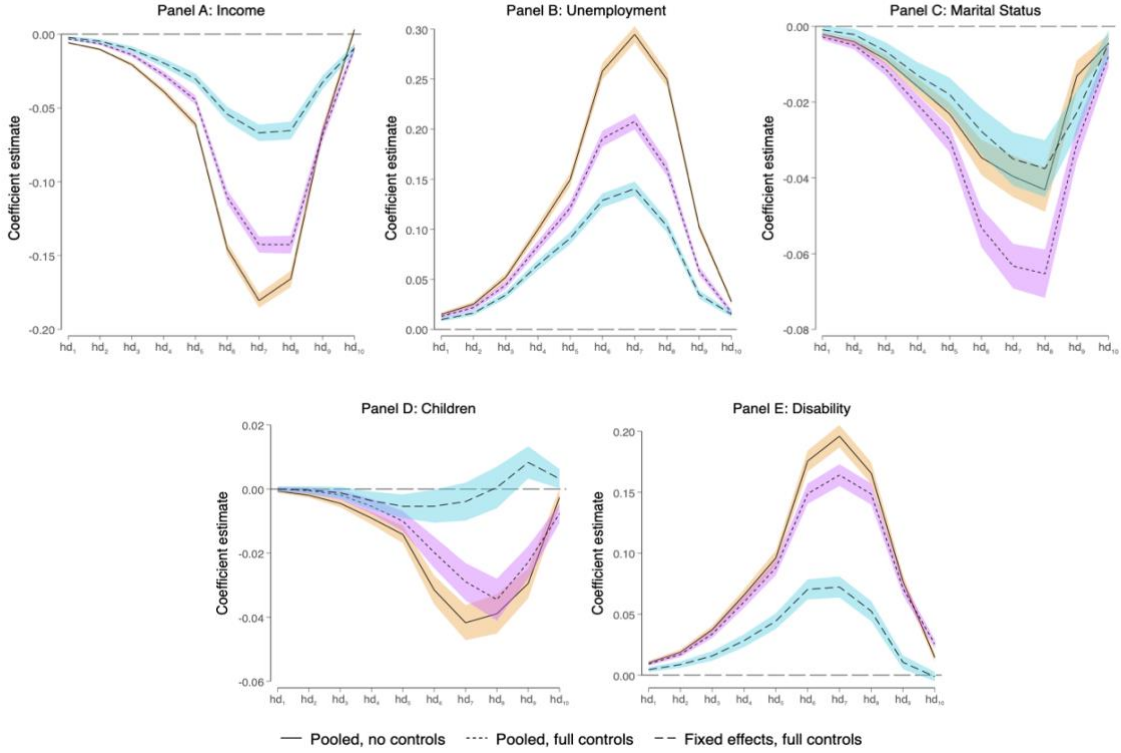 Panel A: Income
0.00
-0.05
-0.10
-0.15
-0.20
Coefficient estimate
hd1 hd2 hd3 hd4 hd5 hd6 hd7 hd8 hd9 hd10
Panel B: Unemployment
0.30
0.25
0.20
0.15
0.10
0.05
0.00
Coefficient estimate
hd1 hd2 hd3 hd4 hd5 hd6 hd7 hd8 hd9 hd10
Panel C: Marital Status
0.00
-0.02
-0.04
-0.06
-0.08
Coefficient estimate
hd1 hd2 hd3 hd4 hd5 hd6 hd7 hd8 hd9 hd10
Panel D: Children
0.02
0.00
-0.02
-0.04
-0.06
Coefficient estimate
hd1 hd2 hd3 hd4 hd5 hd6 hd7 hd8 hd9 hd10
Panel E: Disability
0.20
0.15
0.10
0.05
0.00
Coefficient estimate
hd1 hd2 hd3 hd4 hd5 hd6 hd7 hd8 hd9 hd10
Pooled, no controls Pooled, full controls Fixed effects, full controls